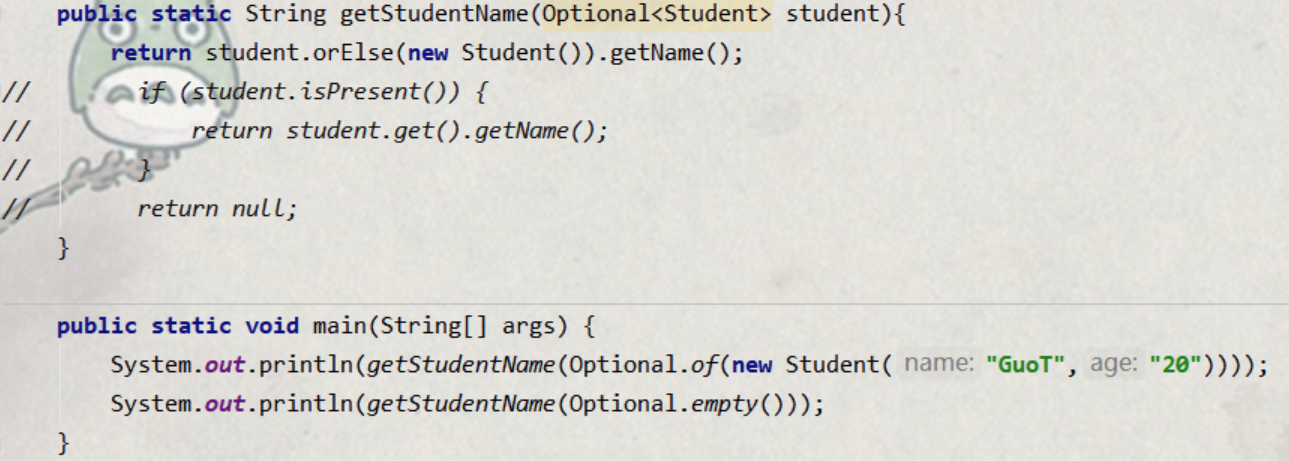 public static String getStudentName(Optional<Student> student){
return student.orElse(new Student()).getName();
// if (student.isPresent()) {
// return student.get().getName();
// }
// return null;
}
public static void main(String[] args) {
System.out.println(getStudentName(Optional.of(new Student( name: "GuoT", age: "20"))));
System.out.println(getStudentName(Optional.empty()));
}